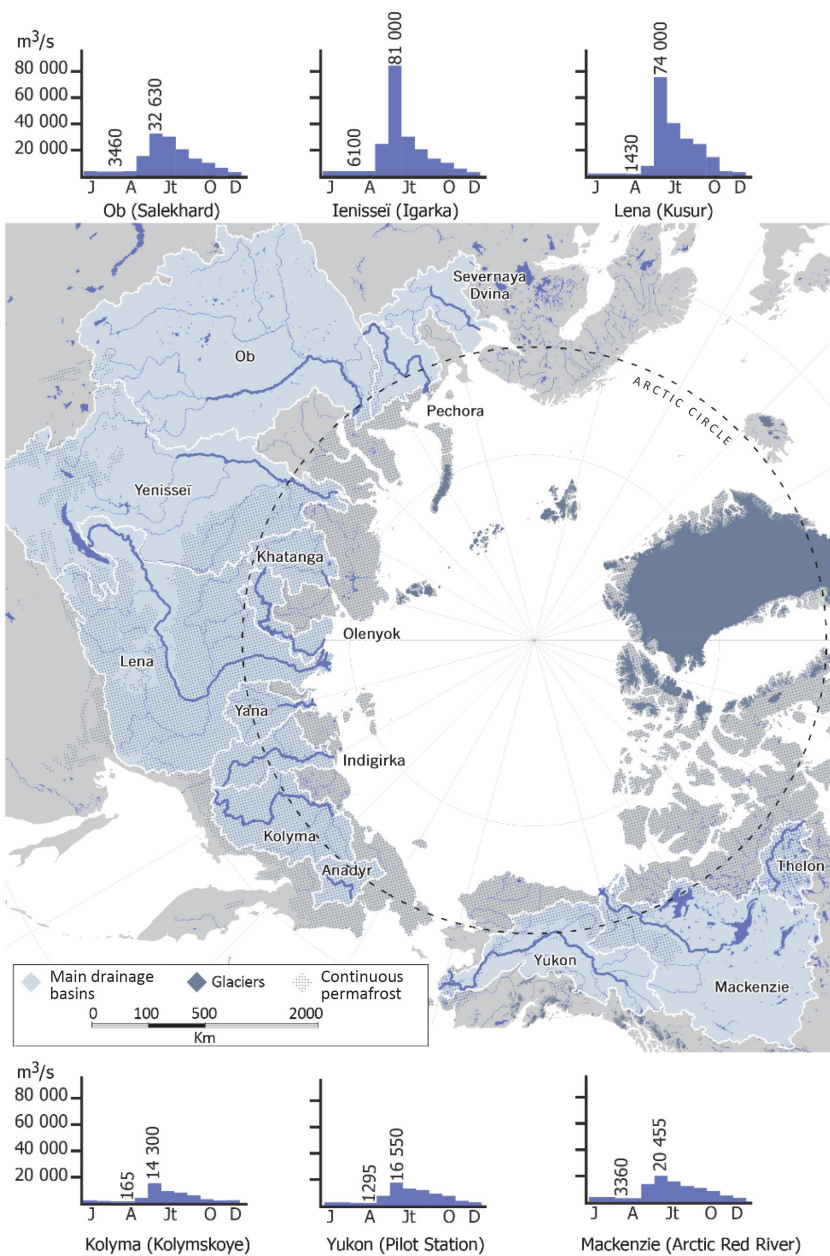 m³/s
80 000
60 000
40 000
20 000
3460
32 630
J A Jt O D
Ob (Salekhard)
6100
81 000
J A Jt O D
Ienisseï (Igarka)
1430
74 000
J A Jt O D
Lena (Kusur)
Severnaya
Dvina
Ob
Pechora
ARCTIC CIRCLE
Yenisseï
Khatanga
Olenyok
Lena
Yana
Indigirka
Kolyma
Anadyr
Thelon
Yukon
Mackenzie
Main drainage
basins
Glaciers
Continuous
permafrost
0 100 500 2000
Km
m³/s
80 000
60 000
40 000
20 000
165
14 300
J A Jt O D
Kolyma (Kolymskoye)
1295
16 550
J A Jt O D
Yukon (Pilot Station)
3360
20 455
J A Jt O D
Mackenzie (Arctic Red River)